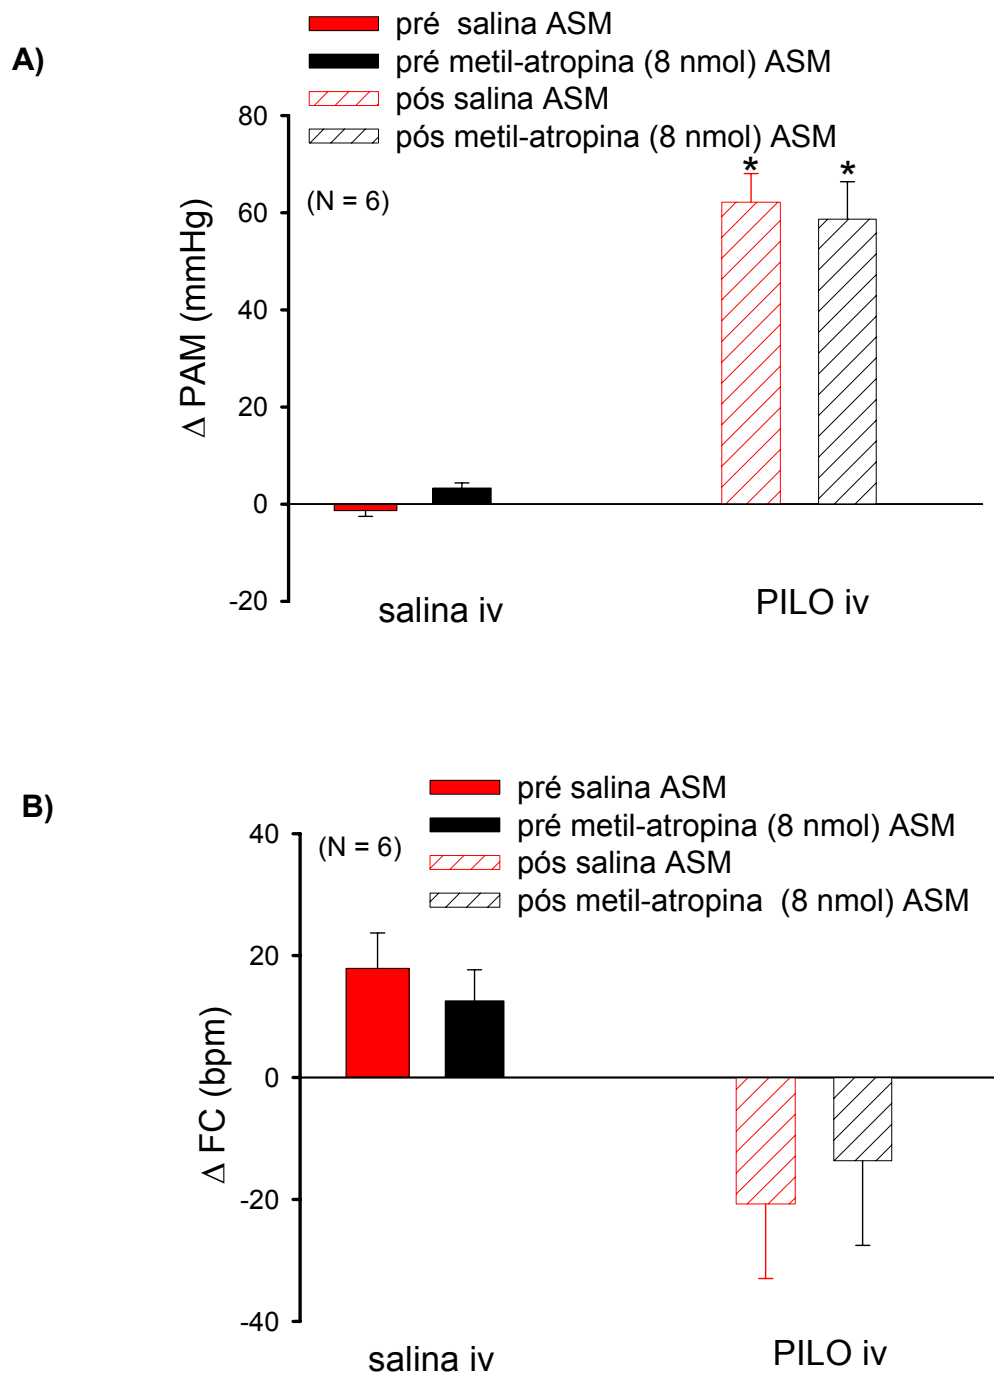 A)
pré  salina ASM
pré metil-atropina (8 nmol) ASM
pós salina ASM
pós metil-atropina (8 nmol) ASM
(N = 6)
Δ PAM (mmHg)
80
60
40
20
0
-20
*
*
salina iv
PILO iv
B)
pré salina ASM
pré metil-atropina (8 nmol) ASM
pós salina ASM
pós metil-atropina  (8 nmol) ASM
(N = 6)
Δ FC (bpm)
40
20
0
-20
-40
salina iv
PILO iv